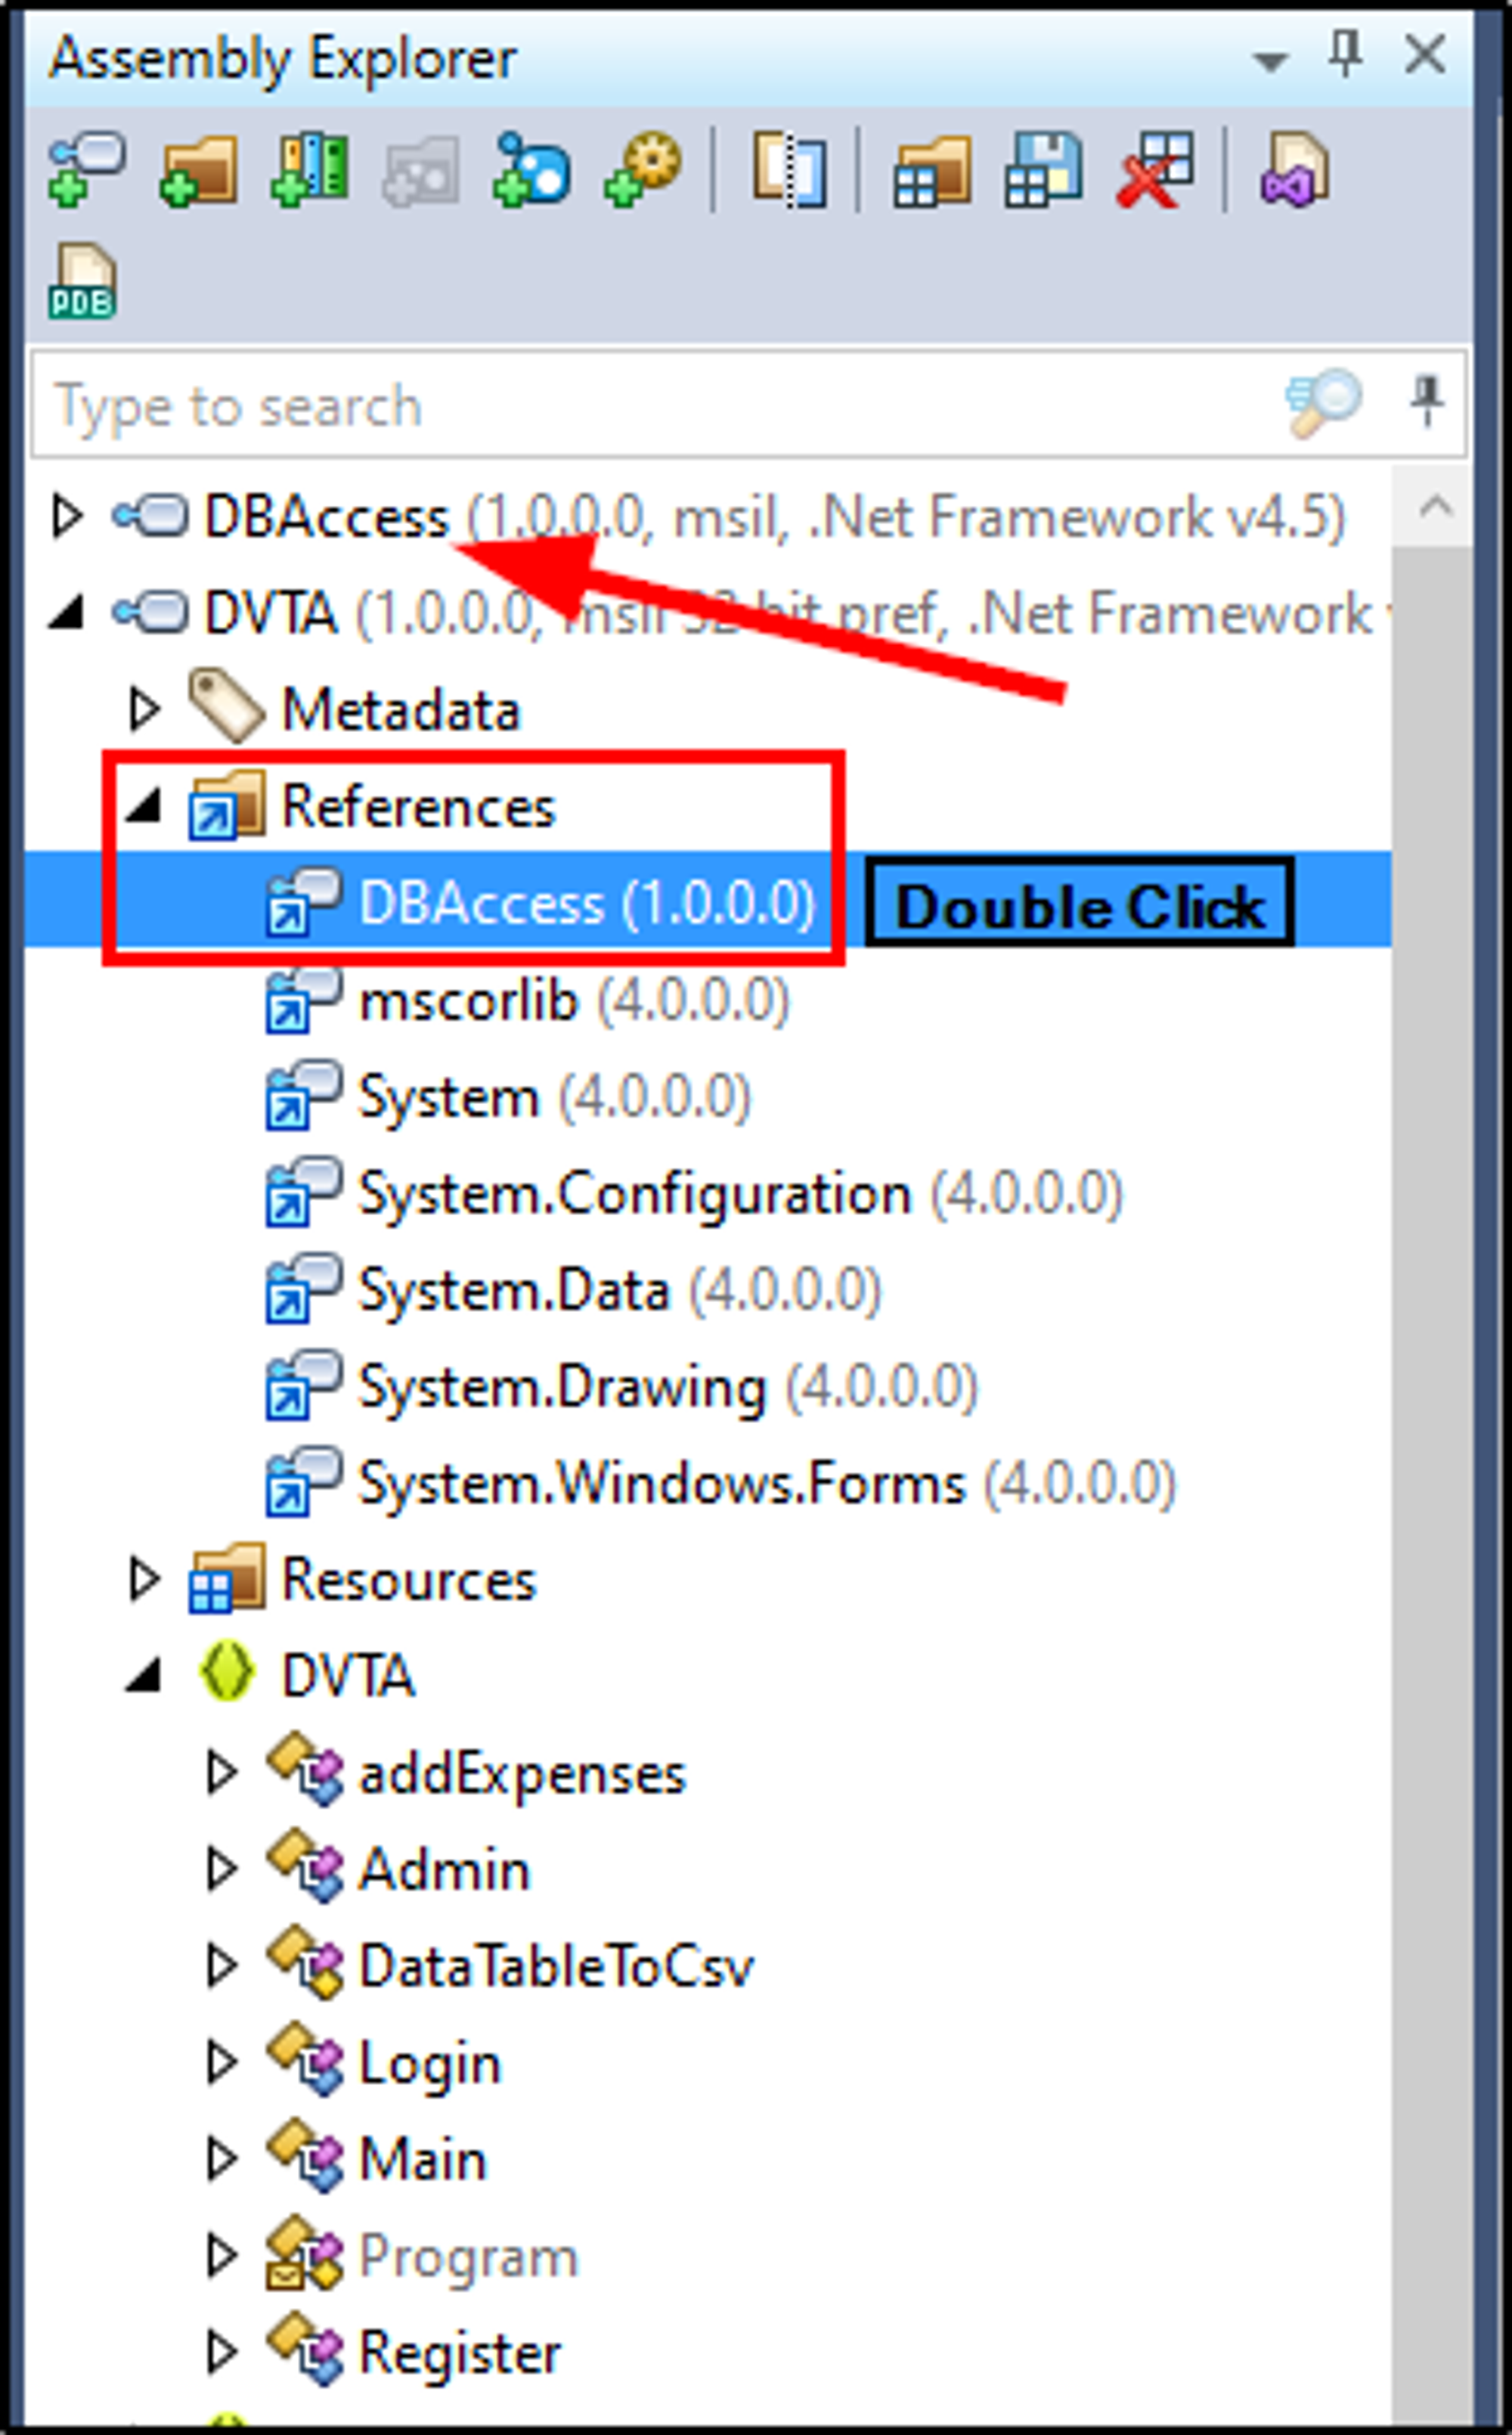 Assembly Explorer
PDB
Type to search
DBAccess (1.0.0.0, msil, .Net Framework v4.5)
DVTA (1.0.0.0, msil 32-bit pref, .Net Framework
Metadata
References
DBAccess (1.0.0.0) Double Click
mscorlib (4.0.0.0)
System (4.0.0.0)
System.Configuration (4.0.0.0)
System.Data (4.0.0.0)
System.Drawing (4.0.0.0)
System.Windows.Forms (4.0.0.0)
Resources
DVTA
addExpenses
Admin
DataTableToCsv
Login
Main
Program
Register